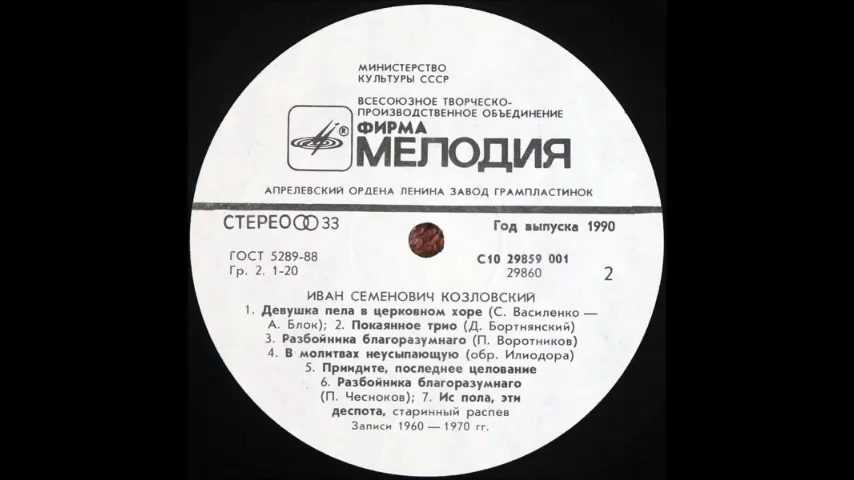 МИНИСТЕРСТВО
КУЛЬТУРЫ СССР
ВСЕСОЮЗНОЕ ТВОРЧЕСКО-
ПРОИЗВОДСТВЕННОЕ ОБЪЕДИНЕНИЕ
ФИРМА
® МЕЛОДИЯ
АПРЕЛЕВСКИЙ ОРДЕНА ЛЕНИНА ЗАВОД ГРАМПЛАСТИНОК
СТЕРЕО 33
Год выпуска 1990
ГОСТ 5289-88
Гр. 2. 1-20
С10 29859 001
29860
2
ИВАН СЕМЕНОВИЧ КОЗЛОВСКИЙ
1. Девушка пела в церковном хоре (С. Василенко —
А. Блок); 2. Покаянное трио (Д. Бортнянский)
3. Разбойника благоразумнаго (П. Воротников)
4. В молитвах неусыпающую (обр. Илиодора)
5. Приидите, последнее целование
6. Разбойника благоразумнаго
(П. Чесноков); 7. Ис пола, эти
деспота, старинный распев
Записи 1960 — 1970 гг.